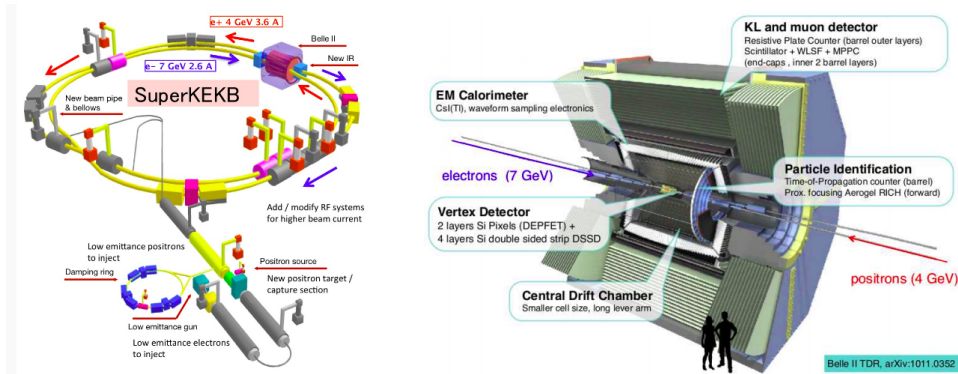 e+ 4 GeV 3.6 A
Belle II
New IR
e- 7 GeV 2.6 A
SuperKEKB
New beam pipe
& bellows
Add / modify RF systems
for higher beam current
Low emittance positrons
to inject
Damping ring
Positron source
New positron target /
capture section
Low emittance gun
Low emittance electrons
to inject
KL and muon detector
Resistive Plate Counter (barrel outer layers)
Scintillator + WLSF + MPPC
(end-caps , inner 2 barrel layers)
EM Calorimeter
CsI(Tl), waveform sampling electronics
electrons (7 GeV)
Particle Identification
Time-of-Propagation counter (barrel)
Prox. focusing Aerogel RICH (forward)
Vertex Detector
2 layers Si Pixels (DEPFET) +
4 layers Si double sided strip DSSD
positrons (4 GeV)
Central Drift Chamber
Smaller cell size, long lever arm
Belle II TDR, arXiv:1011.0352